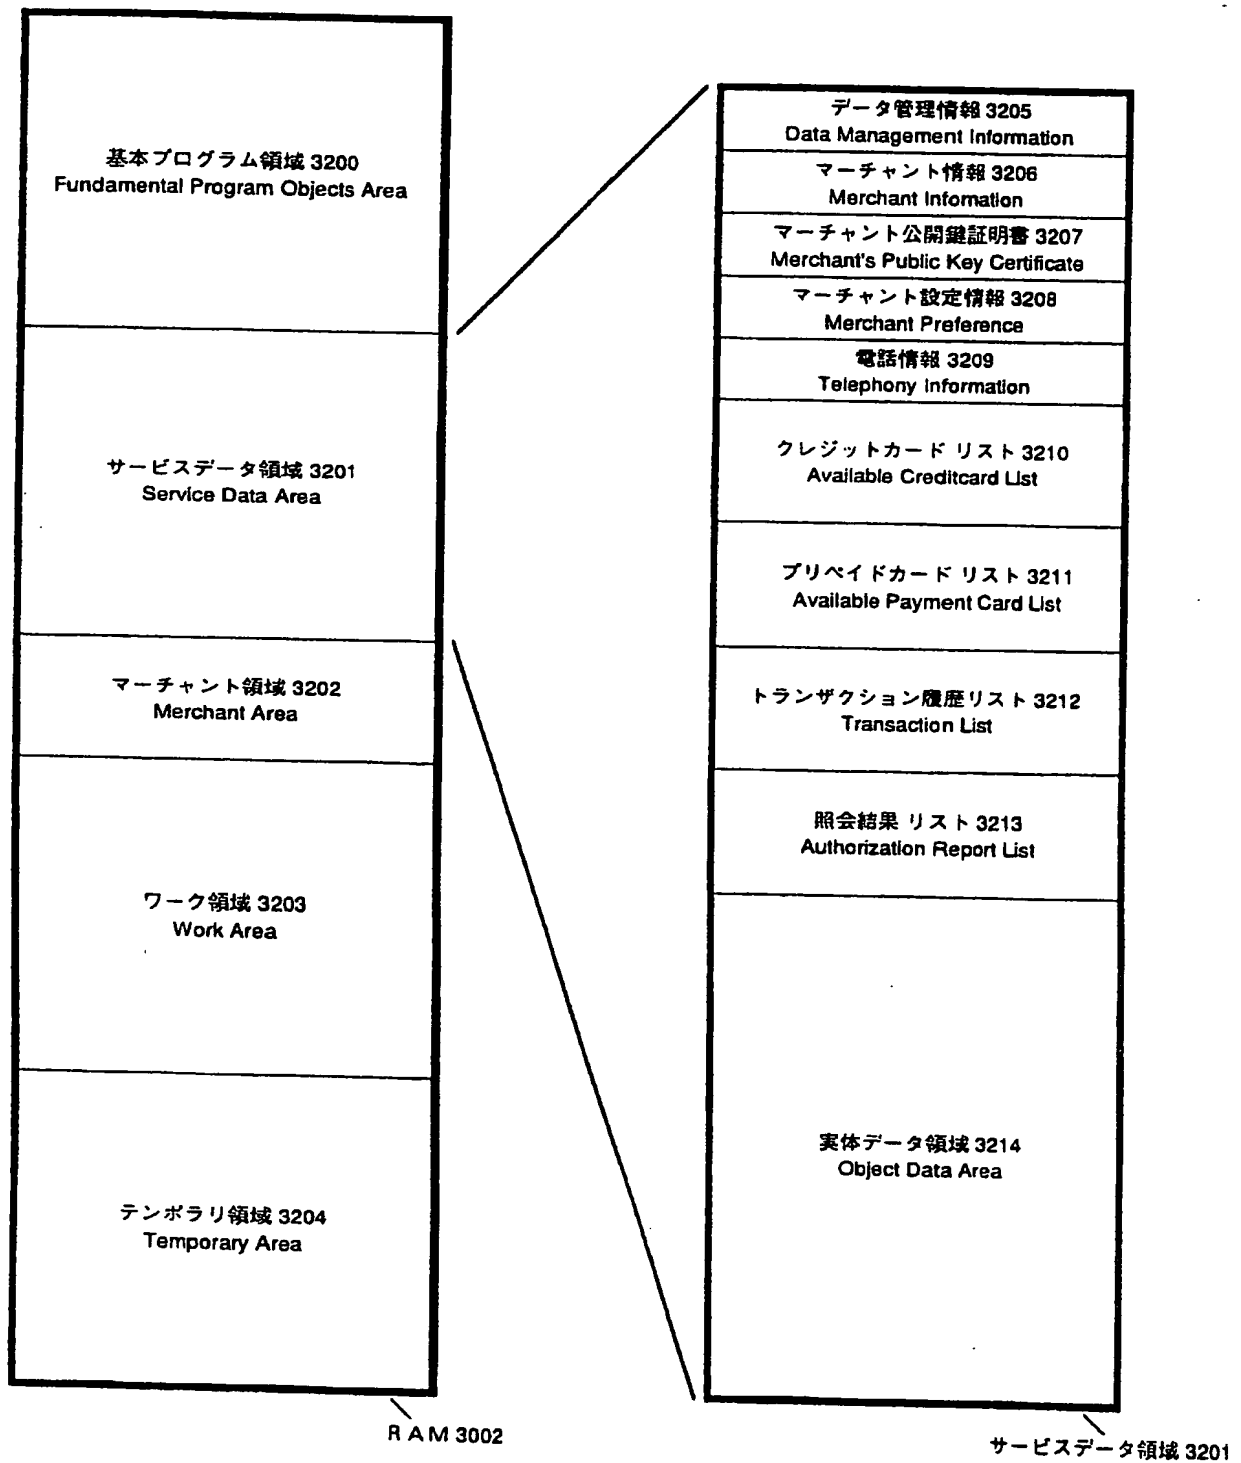 基本プログラム領域 3200
Fundamental Program Objects Area
サービスデータ領域 3201
Service Data Area
マーチャント領域 3202
Merchant Area
ワーク領域 3203
Work Area
テンポラリ領域 3204
Temporary Area
RAM 3002
データ管理情報 3205
Data Management Information
マーチャント情報 3206
Merchant Infomation
マーチャント公開鍵証明書 3207
Merchant's Public Key Certificate
マーチャント設定情報 3208
Merchant Preference
電話情報 3209
Telephony Information
クレジットカード リスト 3210
Available Creditcard List
プリペイドカード リスト 3211
Available Payment Card List
トランザクション履歴リスト 3212
Transaction List
照会結果 リスト 3213
Authorization Report List
実体データ領域 3214
Object Data Area
サービスデータ領域 3201